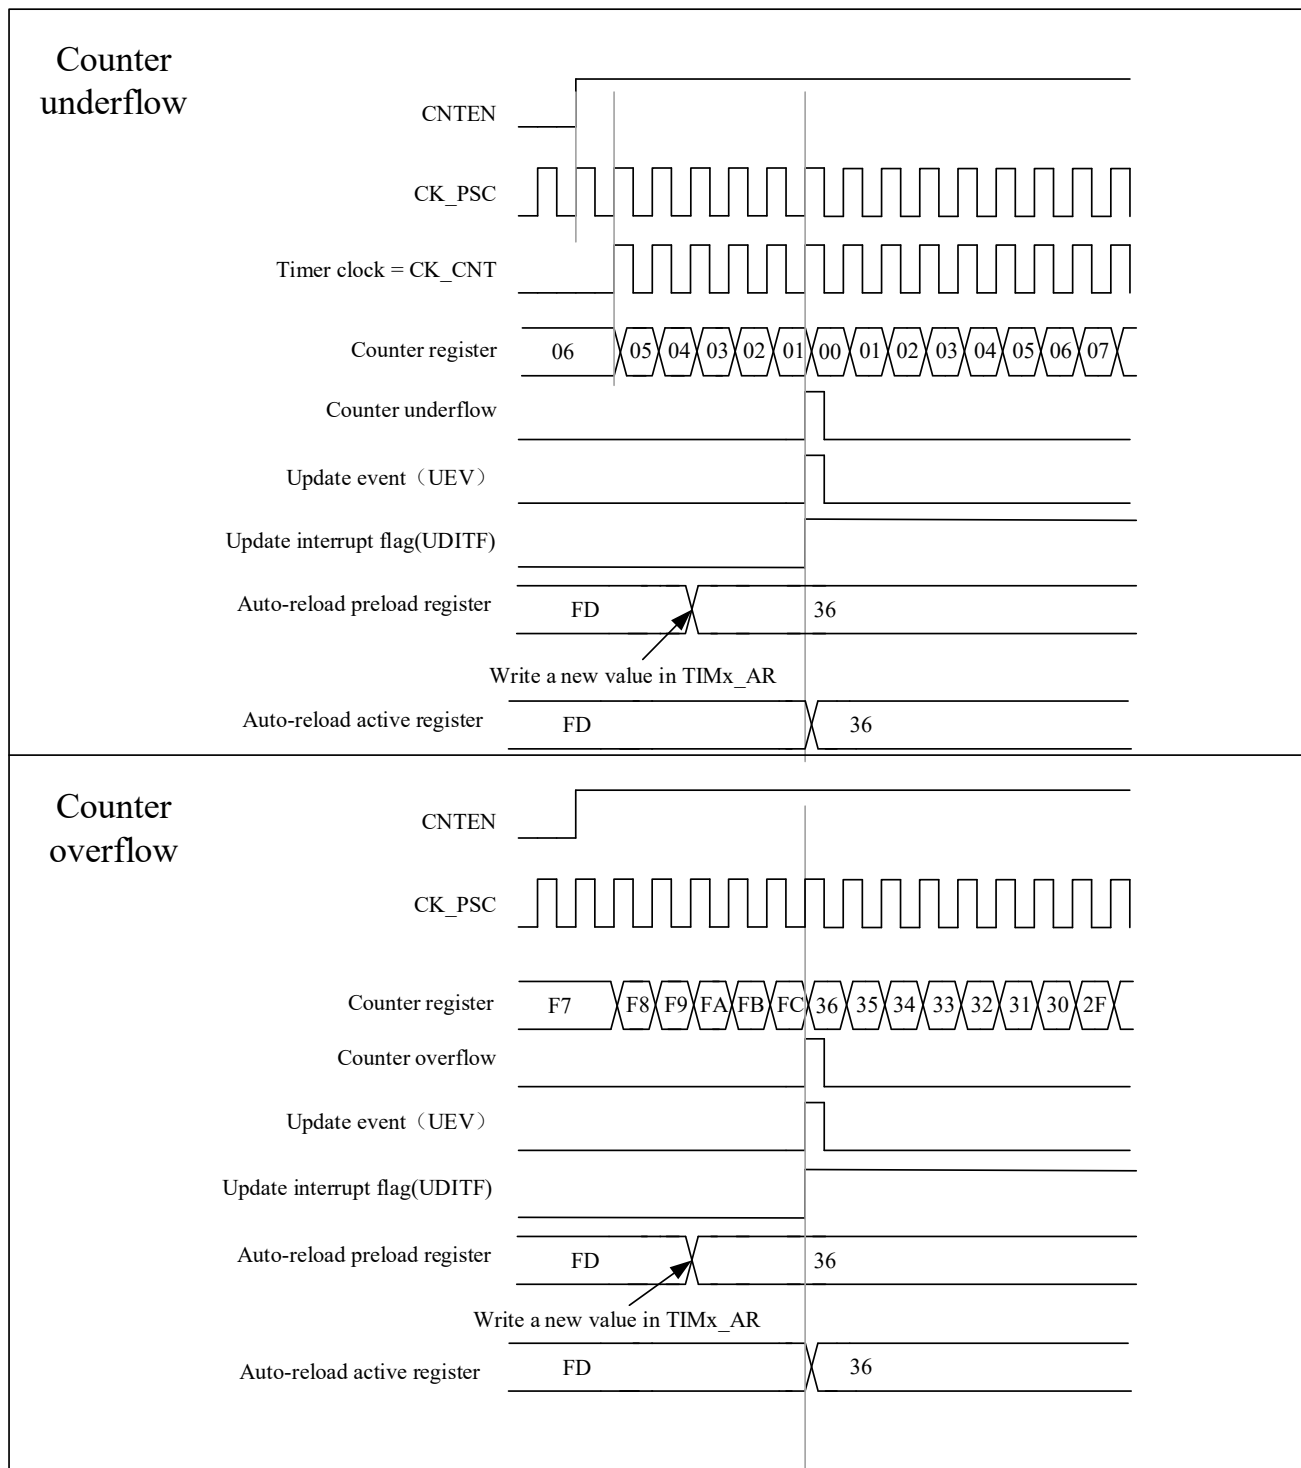 Counter
underflow
CNTEN
CK_PSC
Timer clock = CK_CNT
Counter register 06 05 04 03 02 01 00 01 02 03 04 05 06 07
Counter underflow
Update event（UEV）
Update interrupt flag(UDITF)
Auto-reload preload register FD 36
Write a new value in TIMx_AR
Auto-reload active register FD 36
Counter
overflow
CNTEN
CK_PSC
Counter register F7 F8 F9 FA FB FC 36 35 34 33 32 31 30 2F
Counter overflow
Update event（UEV）
Update interrupt flag(UDITF)
Auto-reload preload register FD 36
Write a new value in TIMx_AR
Auto-reload active register FD 36